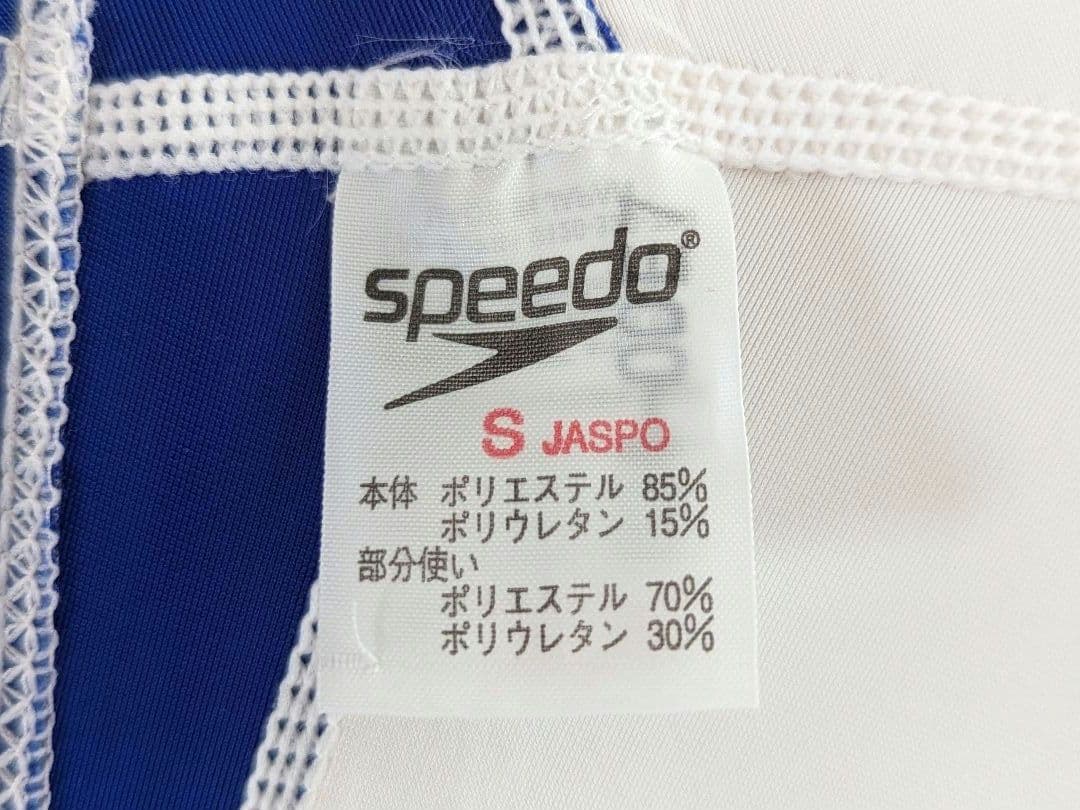 speedo®
S JASPO
本体 ポリエステル 85%
ポリウレタン 15%
部分使い
ポリエステル 70%
ポリウレタン 30%